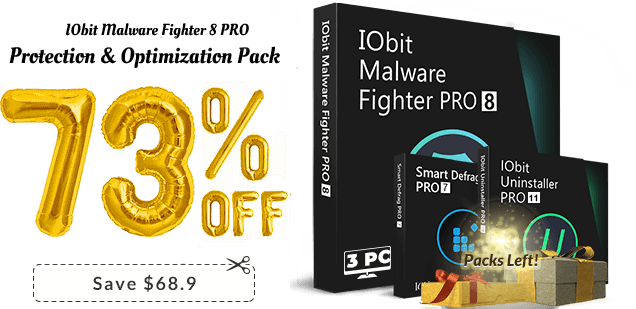 IObit Malware Fighter 8 PRO
Protection & Optimization Pack
73% OFF
Save $68.9
IObit
Malware
Fighter PRO 8
IObit Malware Fighter PRO 8
Smart Defrag
PRO 7
Smart Defrag PRO 7
IObit
Uninstaller
PRO 11
IObit Uninstaller PRO
3 PC
Packs Left!